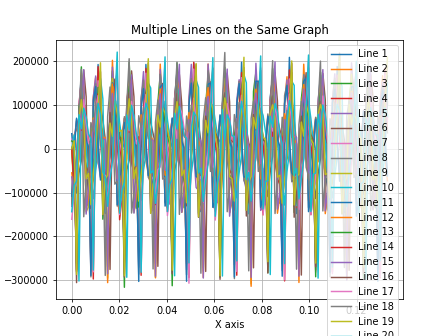 Multiple Lines on the Same Graph
200000
100000
0
−100000
−200000
−300000
0.00
0.02
0.04
0.06
0.08
0.10
X axis
Line 1
Line 2
Line 3
Line 4
Line 5
Line 6
Line 7
Line 8
Line 9
Line 10
Line 11
Line 12
Line 13
Line 14
Line 15
Line 16
Line 17
Line 18
Line 19
Line 20